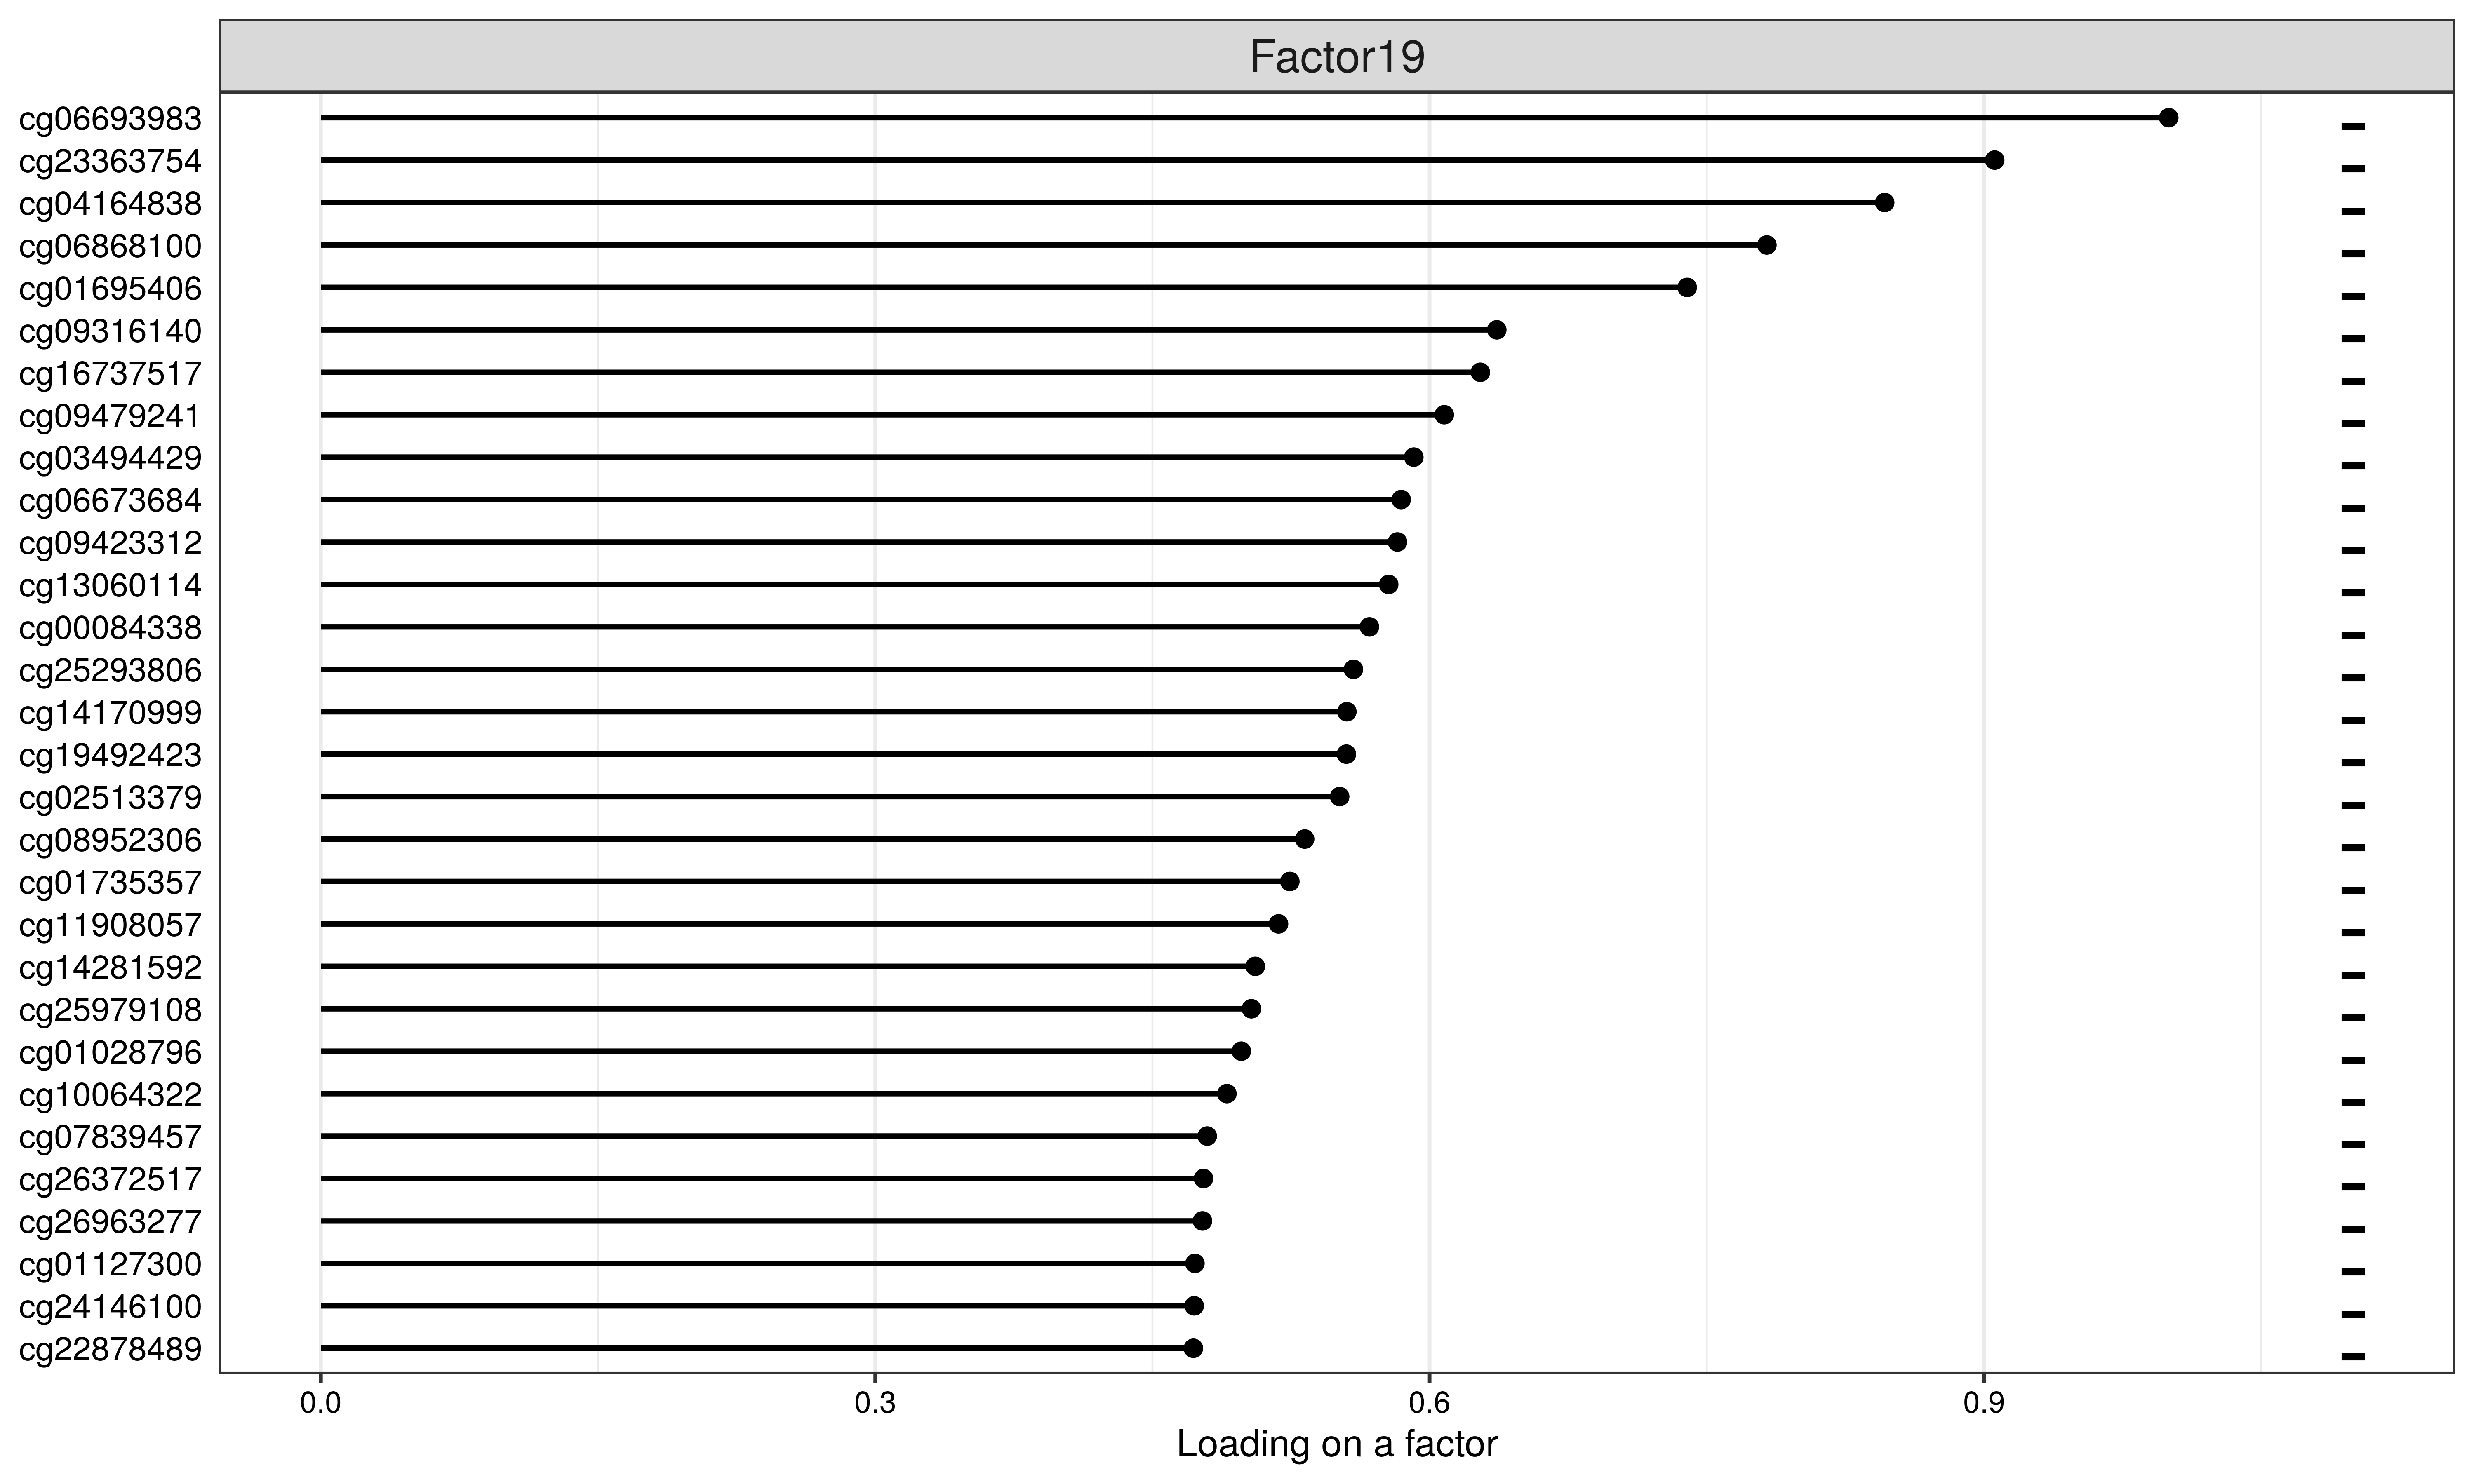 Factor19
cg06693983
cg23363754
cg04164838
cg06868100
cg01695406
cg09316140
cg16737517
cg09479241
cg03494429
cg06673684
cg09423312
cg13060114
cg00084338
cg25293806
cg14170999
cg19492423
cg02513379
cg08952306
cg01735357
cg11908057
cg14281592
cg25979108
cg01028796
cg10064322
cg07839457
cg26372517
cg26963277
cg01127300
cg24146100
cg22878489
0.0 0.3 0.6 0.9
Loading on a factor